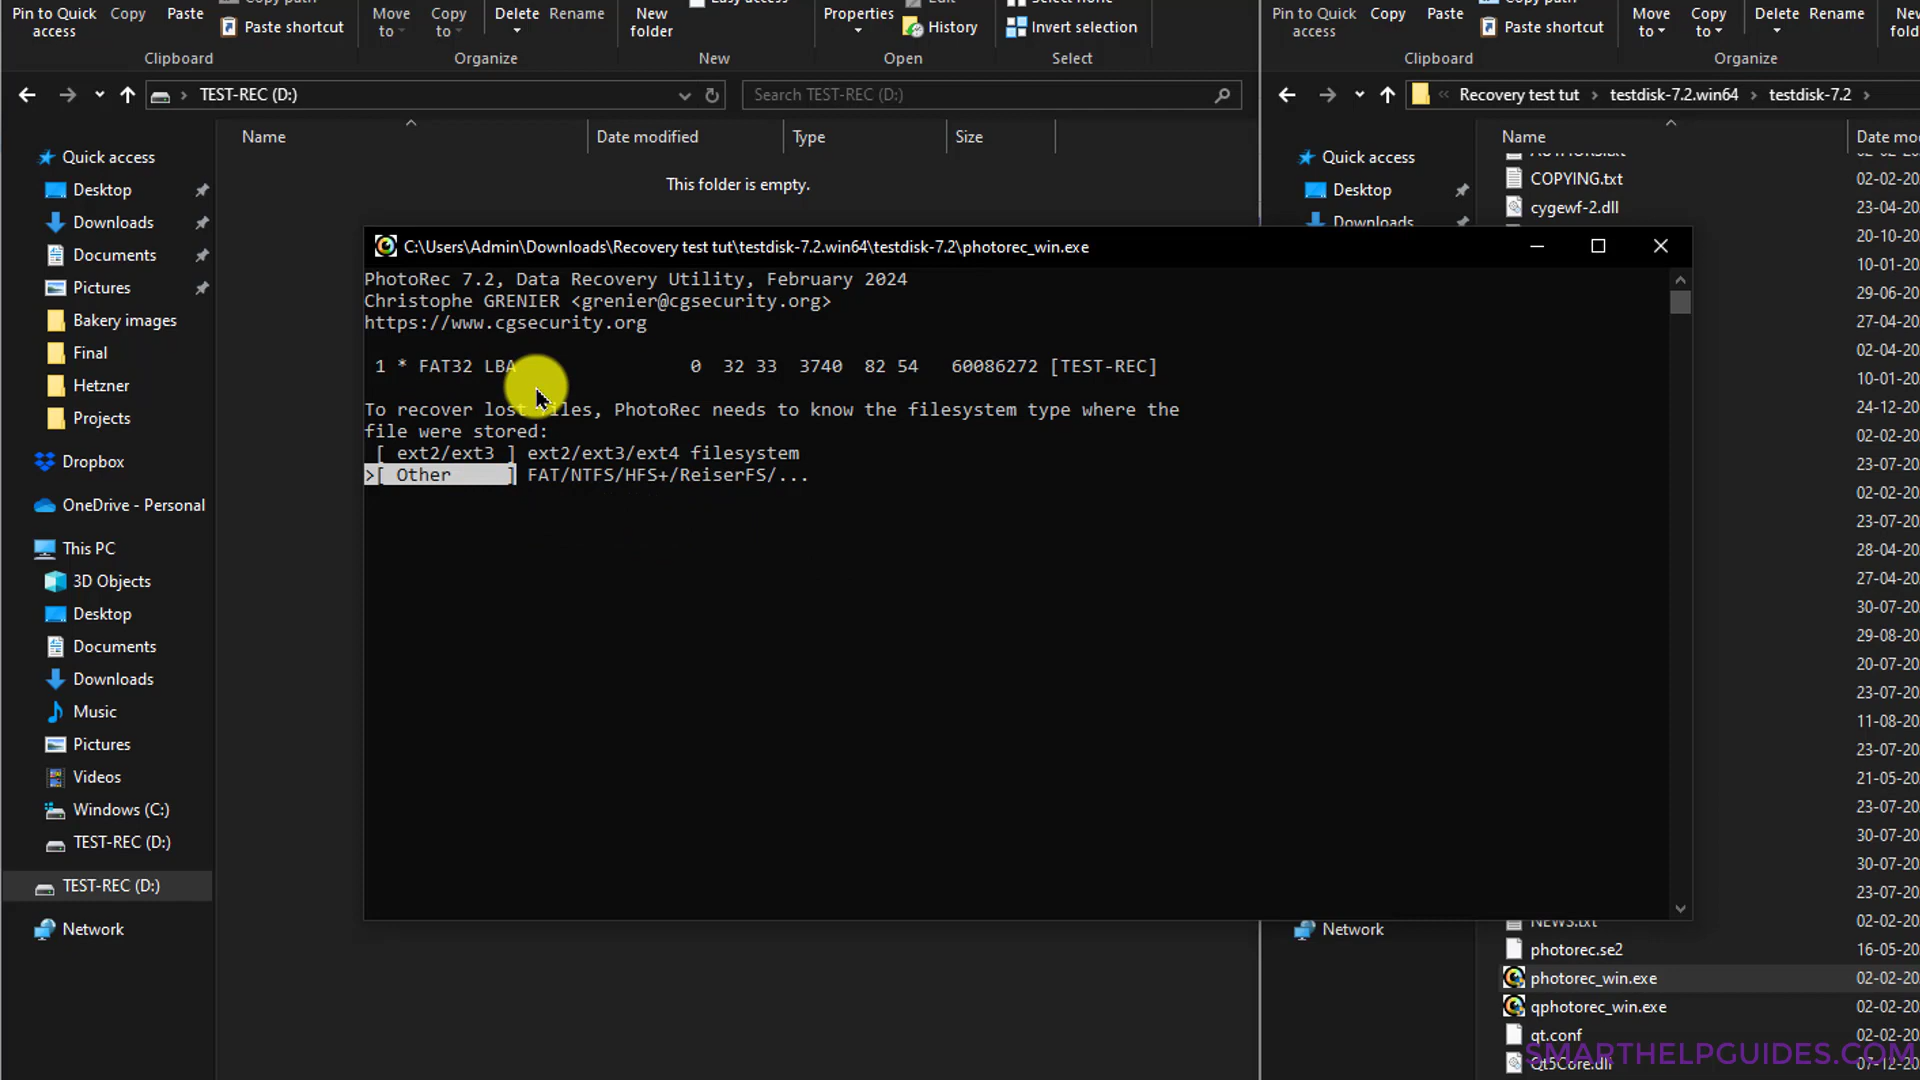 Pin to Quick access
Copy
Paste
Copy path
Paste shortcut
Clipboard
Move to
Copy to
Delete
Rename
Organize
New folder
Easy access
New
Properties
Edit
History
Open
Select none
Invert selection
Select
TEST-REC (D:)
Search TEST-REC (D:)
Name
Date modified
Type
Size
This folder is empty.
Quick access
Desktop
Downloads
Documents
Pictures
Bakery images
Final
Hetzner
Projects
Dropbox
OneDrive - Personal
This PC
3D Objects
Desktop
Documents
Downloads
Music
Pictures
Videos
Windows (C:)
TEST-REC (D:)
TEST-REC (D:)
Network
C:\Users\Admin\Downloads\Recovery test tut\testdisk-7.2.win64\testdisk-7.2\photorec_win.exe
PhotoRec 7.2, Data Recovery Utility, February 2024
Christophe GRENIER <grenier@cgsecurity.org>
https://www.cgsecurity.org
1 * FAT32 LBA 0 32 33 3740 82 54 60086272 [TEST-REC]
To recover lost files, PhotoRec needs to know the filesystem type where the
file were stored:
[ ext2/ext3 ] ext2/ext3/ext4 filesystem
>[ Other ] FAT/NTFS/HFS+/ReiserFS/...
Pin to Quick access
Copy
Paste
Copy path
Paste shortcut
Clipboard
Move to
Copy to
Delete
Rename
Organize
Recovery test tut
testdisk-7.2.win64
testdisk-7.2
Name
Quick access
Desktop
Downloads
Network
COPYING.txt
02-02-20
cygewf-2.dll
23-04-20
20-10-20
10-01-20
29-06-20
27-04-20
02-04-20
10-01-20
24-12-20
02-02-20
23-07-20
02-02-20
23-07-20
28-04-20
27-04-20
30-07-20
29-08-20
20-07-20
23-07-20
11-08-20
23-07-20
21-05-20
23-07-20
30-07-20
30-07-20
23-07-20
NEWS.txt
02-02-20
photorec.se2
16-05-20
photorec_win.exe
02-02-20
qphotorec_win.exe
02-02-20
qt.conf
02-02-20
Qt5Core.dll
07-12-20
SMARTHELPGUIDES.COM